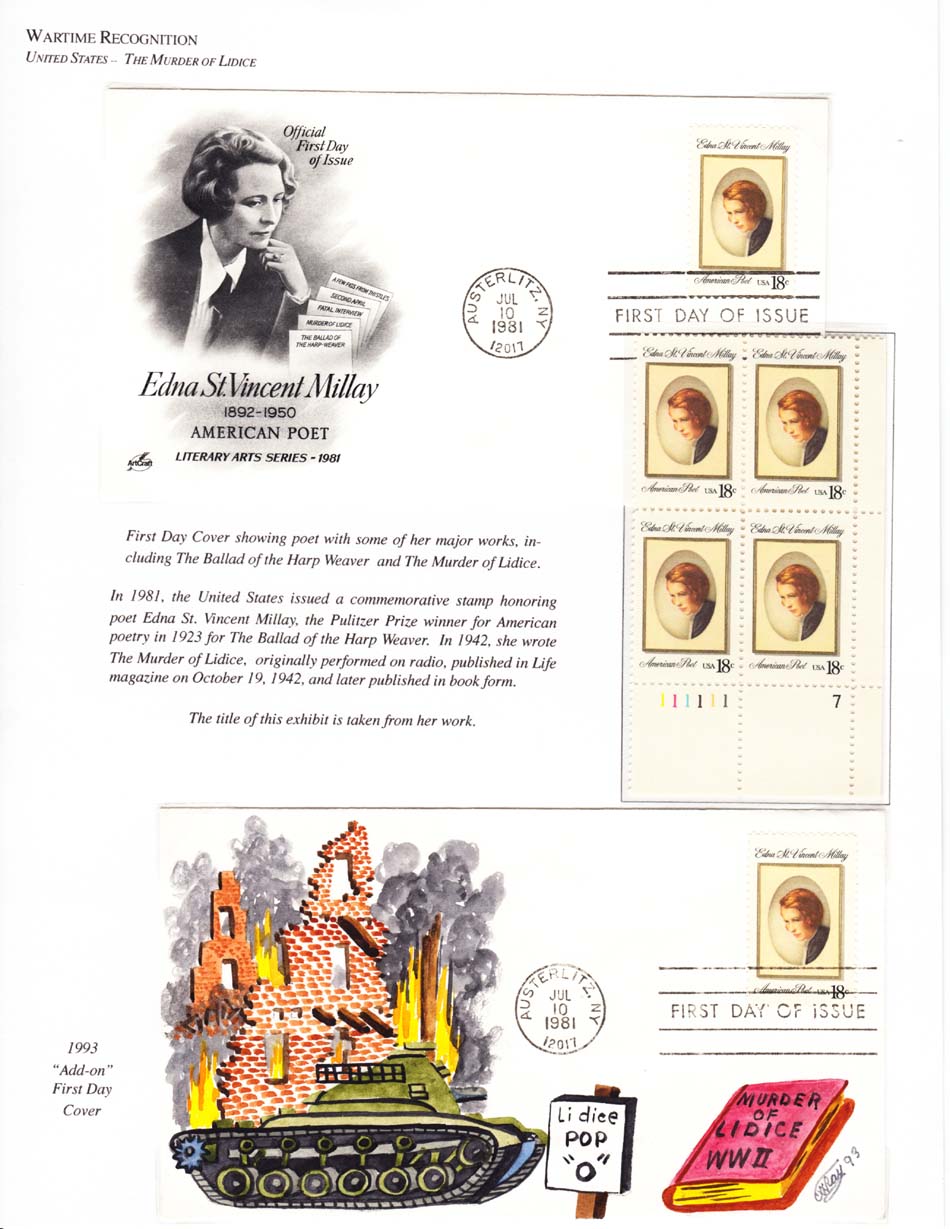 WARTIME RECOGNITION
UNITED STATES – THE MURDER OF LIDICE
Official
First Day
of Issue
A FEW FIGS FROM THISTLES
SECOND APRIL
FATAL INTERVIEW
MURDER OF LIDICE
THE BALLAD OF
THE HARP-WEAVER
Edna St. Vincent Millay
1892-1950
AMERICAN POET
LITERARY ARTS SERIES - 1981
ArtCraft
AUSTERLITZ, NY
JUL
10
1981
12017
Edna St. Vincent Millay
American Poet USA 18c
FIRST DAY OF ISSUE
Edna St. Vincent Millay
American Poet USA 18c
Edna St. Vincent Millay
American Poet USA 18c
Edna St. Vincent Millay
American Poet USA 18c
Edna St. Vincent Millay
American Poet USA 18c
111111 7
First Day Cover showing poet with some of her major works, in-
cluding The Ballad of the Harp Weaver and The Murder of Lidice.
In 1981, the United States issued a commemorative stamp honoring
poet Edna St. Vincent Millay, the Pulitzer Prize winner for American
poetry in 1923 for The Ballad of the Harp Weaver. In 1942, she wrote
The Murder of Lidice, originally performed on radio, published in Life
magazine on October 19, 1942, and later published in book form.
The title of this exhibit is taken from her work.
1993
"Add-on"
First Day
Cover
AUSTERLITZ, NY
JUL
10
1981
12017
Edna St. Vincent Millay
American Poet USA 18c
FIRST DAY OF ISSUE
Lidice
POP
"0"
MURDER
OF
LIDICE
WW II
93